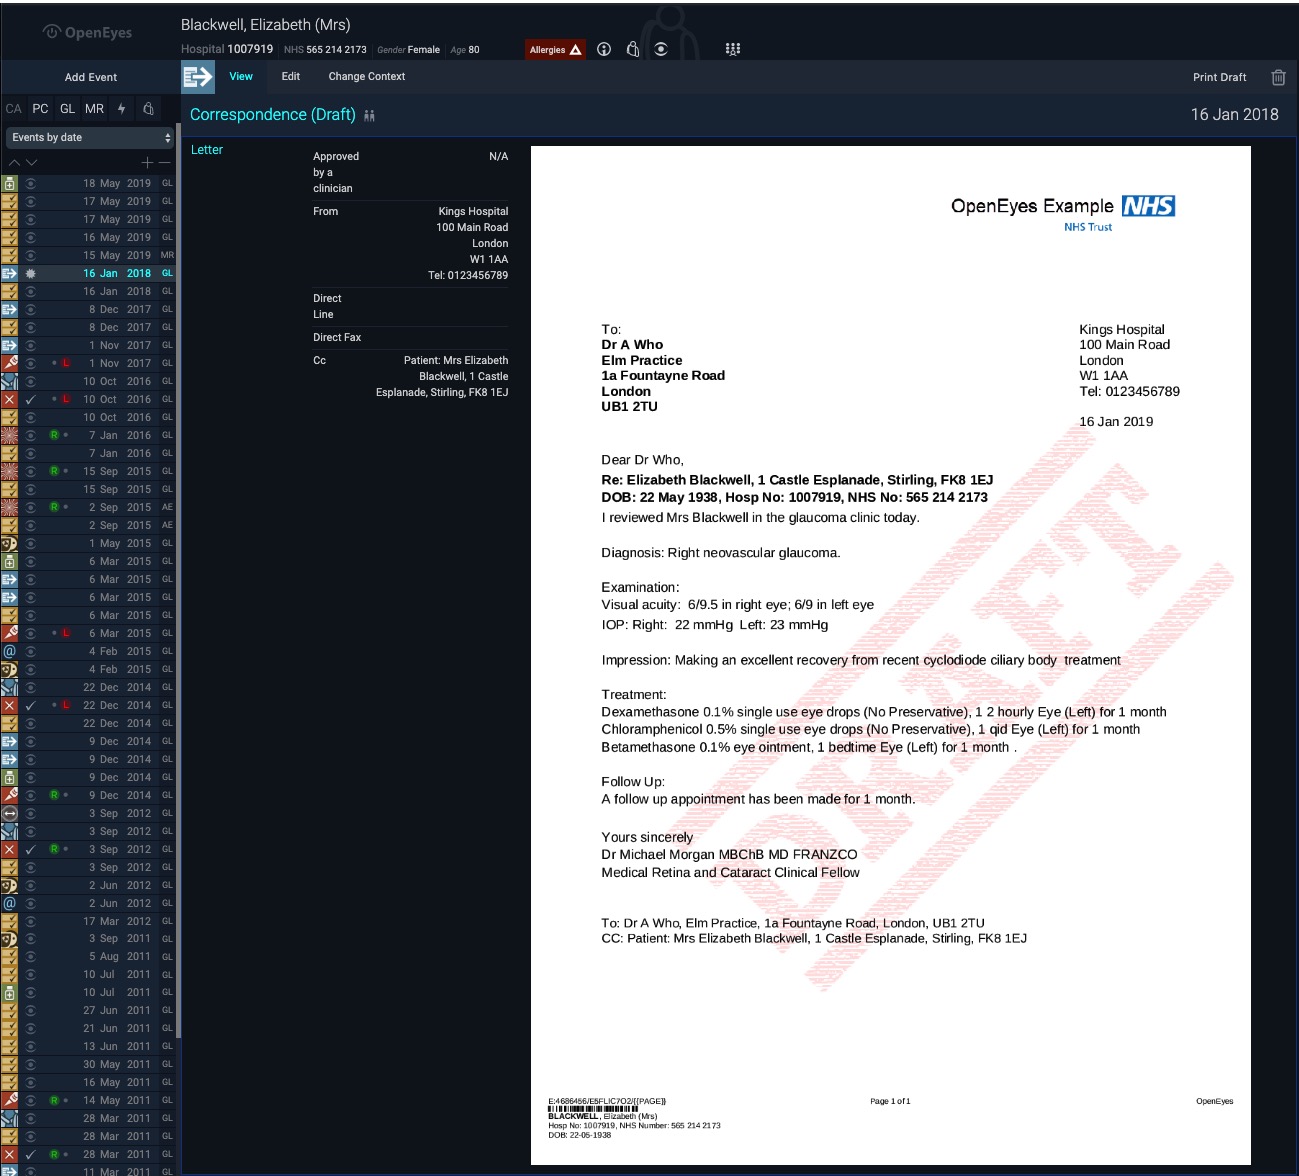 OpenEyes
Blackwell, Elizabeth (Mrs)
Hospital 1007919 NHS 565 214 2173 Gender Female Age 80
Allergies
Add Event
View Edit Change Context Print Draft
CA PC GL MR
Correspondence (Draft) 16 Jan 2018
Events by date
18 May 2019 GL
17 May 2019 GL
17 May 2019 GL
16 May 2019 GL
15 May 2019 MR
16 Jan 2018 GL
16 Jan 2018 GL
8 Dec 2017 GL
8 Dec 2017 GL
1 Nov 2017 GL
L 1 Nov 2017 GL
10 Oct 2016 GL
L 10 Oct 2016 GL
10 Oct 2016 GL
R 7 Jan 2016 GL
7 Jan 2016 GL
R 15 Sep 2015 GL
15 Sep 2015 GL
R 2 Sep 2015 AE
2 Sep 2015 AE
1 May 2015 GL
6 Mar 2015 GL
6 Mar 2015 GL
6 Mar 2015 GL
6 Mar 2015 GL
L 6 Mar 2015 GL
@ 4 Feb 2015 GL
4 Feb 2015 GL
22 Dec 2014 GL
L 22 Dec 2014 GL
22 Dec 2014 GL
9 Dec 2014 GL
9 Dec 2014 GL
9 Dec 2014 GL
R 9 Dec 2014 GL
3 Sep 2012 GL
3 Sep 2012 GL
R 3 Sep 2012 GL
3 Sep 2012 GL
2 Jun 2012 GL
@ 2 Jun 2012 GL
17 Mar 2012 GL
3 Sep 2011 GL
5 Aug 2011 GL
10 Jul 2011 GL
10 Jul 2011 GL
27 Jun 2011 GL
21 Jun 2011 GL
13 Jun 2011 GL
30 May 2011 GL
16 May 2011 GL
R 14 May 2011 GL
28 Mar 2011 GL
28 Mar 2011 GL
R 28 Mar 2011 GL
11 Mar 2011 GL
Letter
Approved by a clinician N/A
From Kings Hospital
100 Main Road
London
W1 1AA
Tel: 0123456789
Direct Line
Direct Fax
Cc Patient: Mrs Elizabeth
Blackwell, 1 Castle
Esplanade, Stirling, FK8 1EJ
OpenEyes Example NHS
NHS Trust
To:
Dr A Who
Elm Practice
1a Fountayne Road
London
UB1 2TU
Kings Hospital
100 Main Road
London
W1 1AA
Tel: 0123456789
16 Jan 2019
Dear Dr Who,
Re: Elizabeth Blackwell, 1 Castle Esplanade, Stirling, FK8 1EJ
DOB: 22 May 1938, Hosp No: 1007919, NHS No: 565 214 2173
I reviewed Mrs Blackwell in the glaucoma clinic today.
Diagnosis: Right neovascular glaucoma.
Examination:
Visual acuity: 6/9.5 in right eye; 6/9 in left eye
IOP: Right: 22 mmHg Left: 23 mmHg
Impression: Making an excellent recovery from recent cyclodiode ciliary body treatment
Treatment:
Dexamethasone 0.1% single use eye drops (No Preservative), 1 2 hourly Eye (Left) for 1 month
Chloramphenicol 0.5% single use eye drops (No Preservative), 1 qid Eye (Left) for 1 month
Betamethasone 0.1% eye ointment, 1 bedtime Eye (Left) for 1 month .
Follow Up:
A follow up appointment has been made for 1 month.
Yours sincerely
Dr Michael Morgan MBChB MD FRANZCO
Medical Retina and Cataract Clinical Fellow
To: Dr A Who, Elm Practice, 1a Fountayne Road, London, UB1 2TU
CC: Patient: Mrs Elizabeth Blackwell, 1 Castle Esplanade, Stirling, FK8 1EJ
DRAFT
E:4686456/E5FLIC7O2/{{PAGE}} Page 1 of 1 OpenEyes
BLACKWELL, Elizabeth (Mrs)
Hosp No: 1007919, NHS Number: 565 214 2173
DOB: 22-05-1938